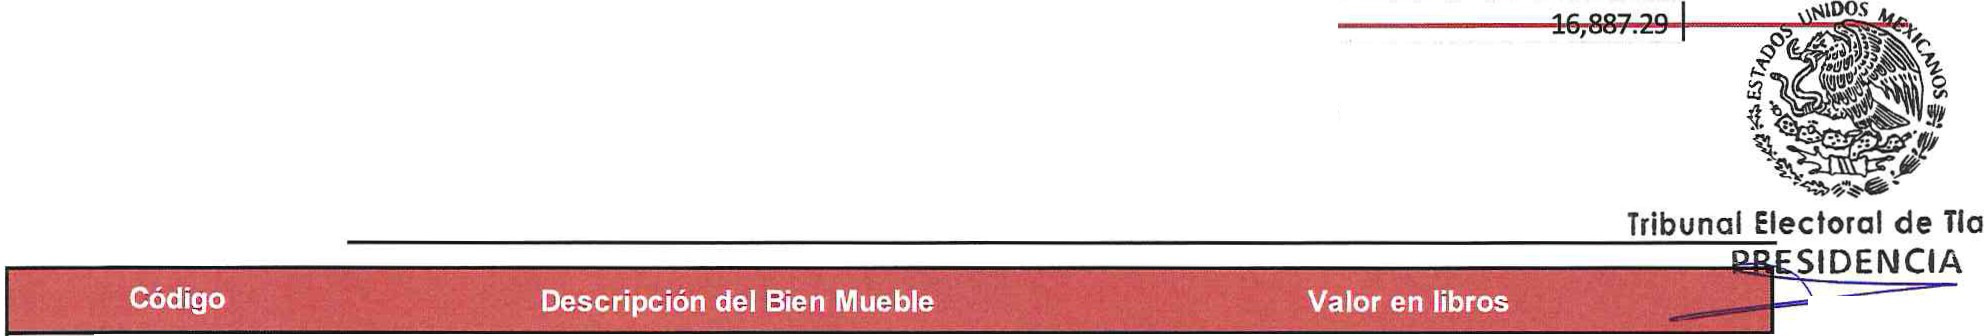 16,887.29
ESTADOS UNIDOS MEXICANOS
Tribunal Electoral de Tla
PRESIDENCIA
Código Descripción del Bien Mueble Valor en libros